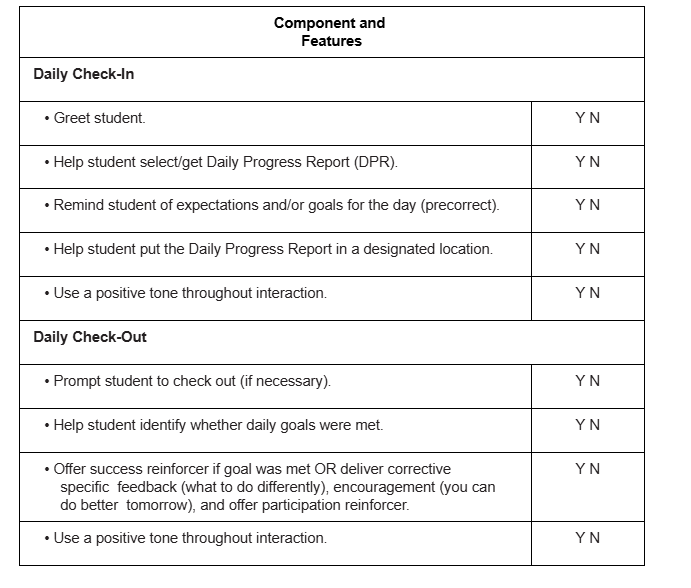 Component and
Features
Daily Check-In
• Greet student. Y N
• Help student select/get Daily Progress Report (DPR). Y N
• Remind student of expectations and/or goals for the day (precorrect). Y N
• Help student put the Daily Progress Report in a designated location. Y N
• Use a positive tone throughout interaction. Y N
Daily Check-Out
• Prompt student to check out (if necessary). Y N
• Help student identify whether daily goals were met. Y N
• Offer success reinforcer if goal was met OR deliver corrective Y N
specific feedback (what to do differently), encouragement (you can
do better tomorrow), and offer participation reinforcer.
• Use a positive tone throughout interaction. Y N